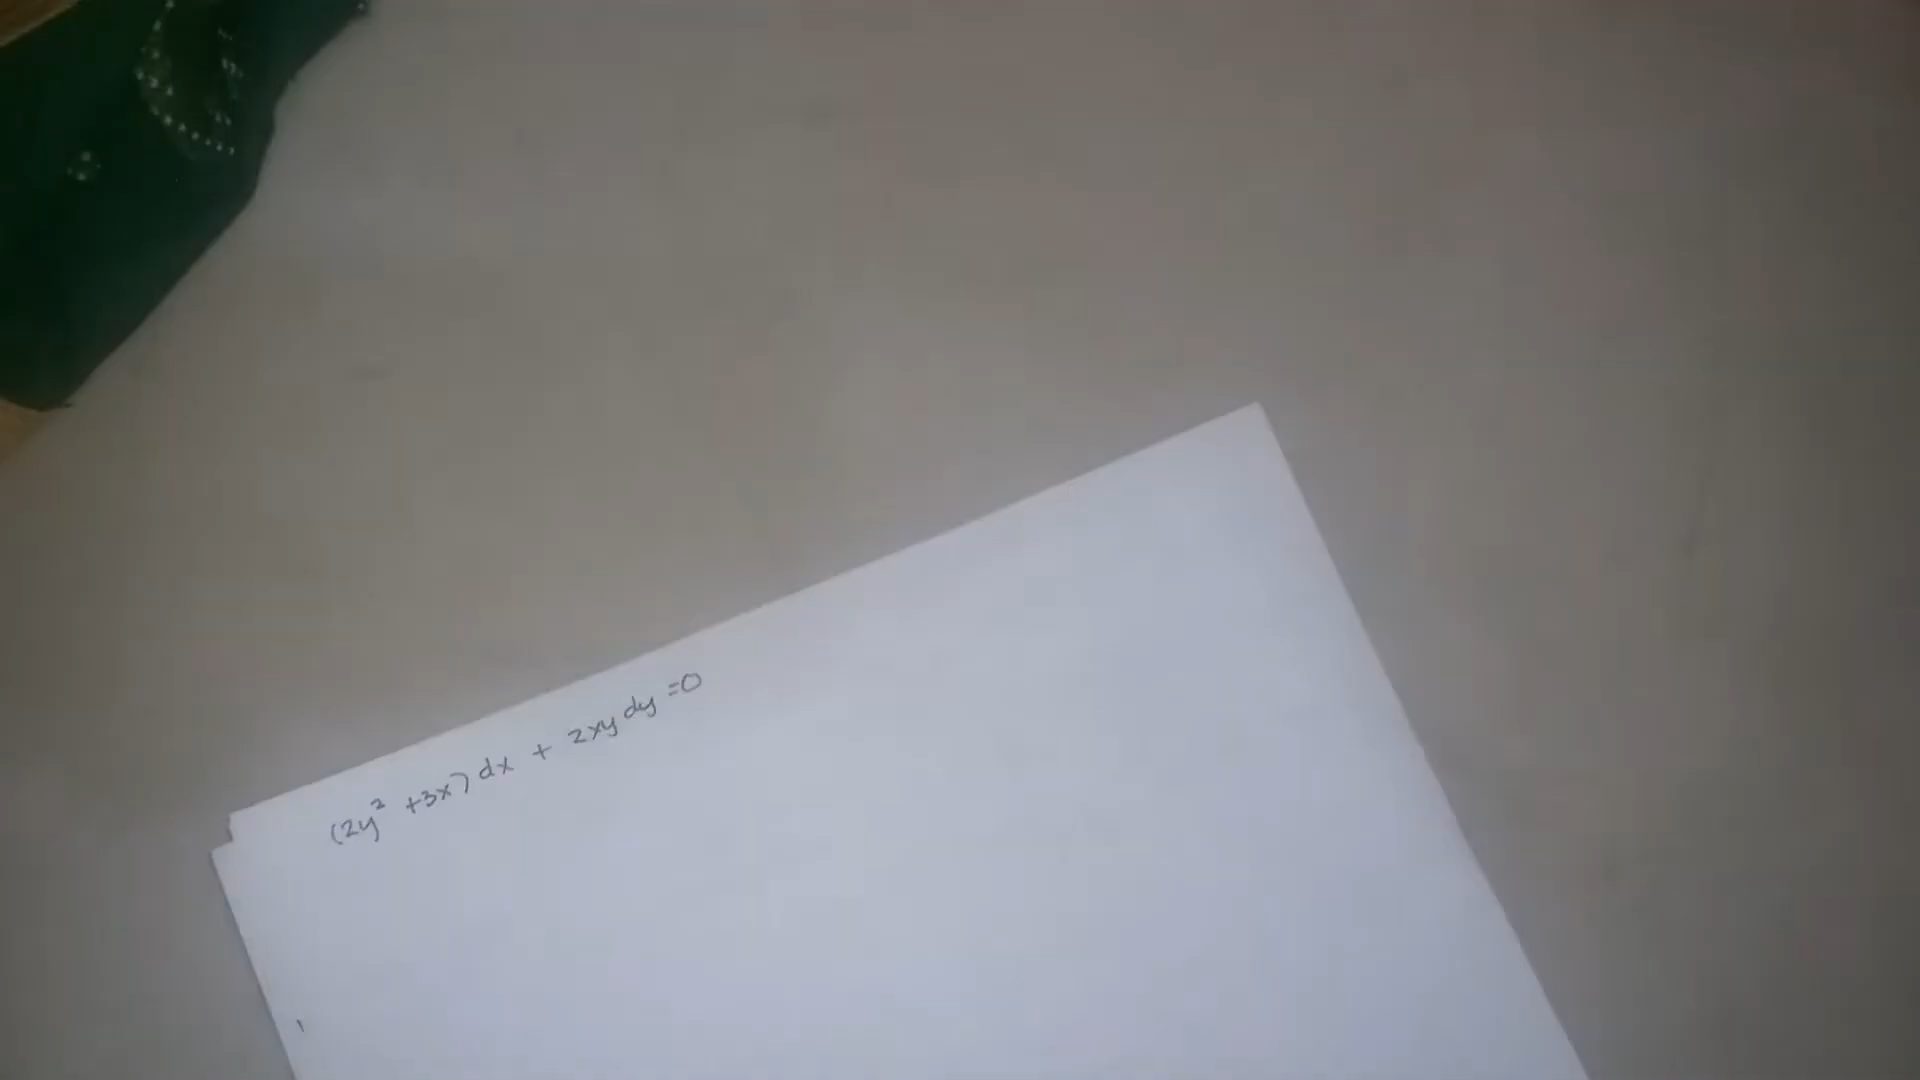 (2y² +3x) dx + 2xy dy =0